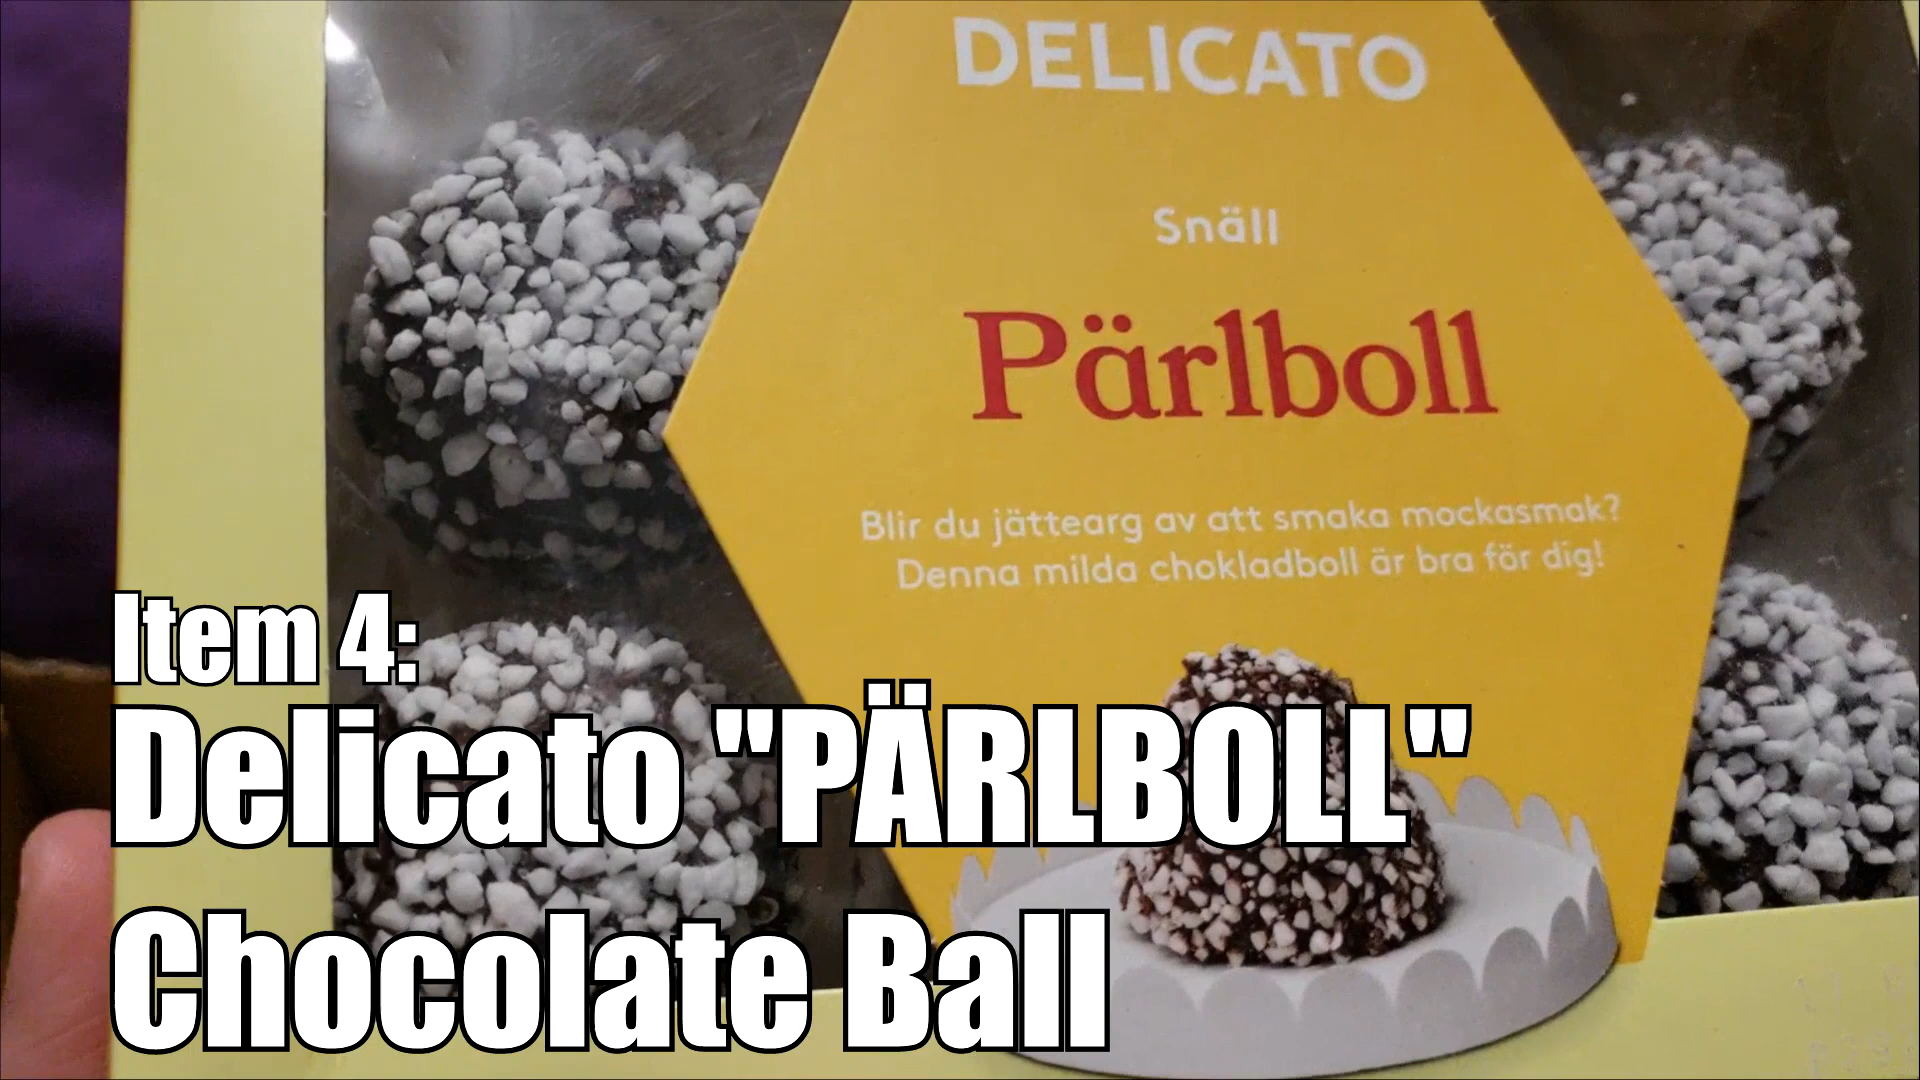 DELICATO
Snäll
Pärlboll
Blir du jättearg av att smaka mockasmak?
Denna milda chokladboll är bra för dig!
Item 4:
Delicato "PÄRLBOLL"
Chocolate Ball